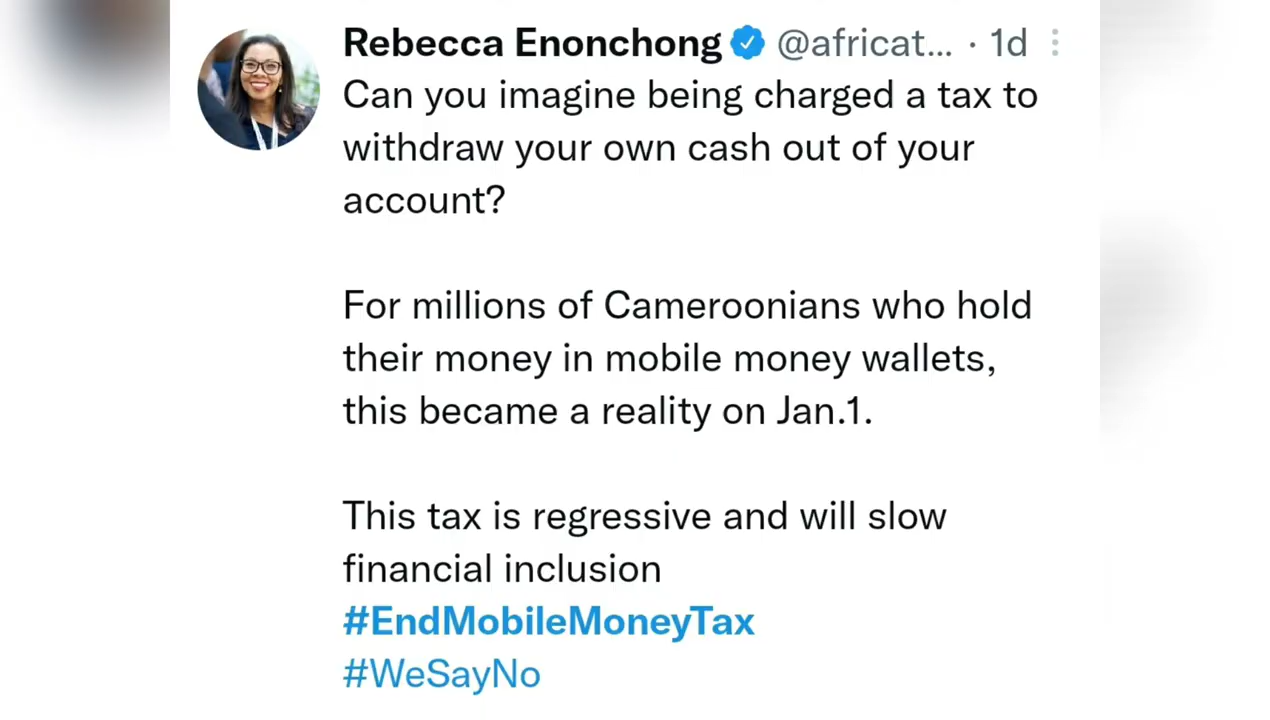 Rebecca Enonchong @africat... · 1d
Can you imagine being charged a tax to
withdraw your own cash out of your
account?
For millions of Cameroonians who hold
their money in mobile money wallets,
this became a reality on Jan.1.
This tax is regressive and will slow
financial inclusion
#EndMobileMoneyTax
#WeSayNo